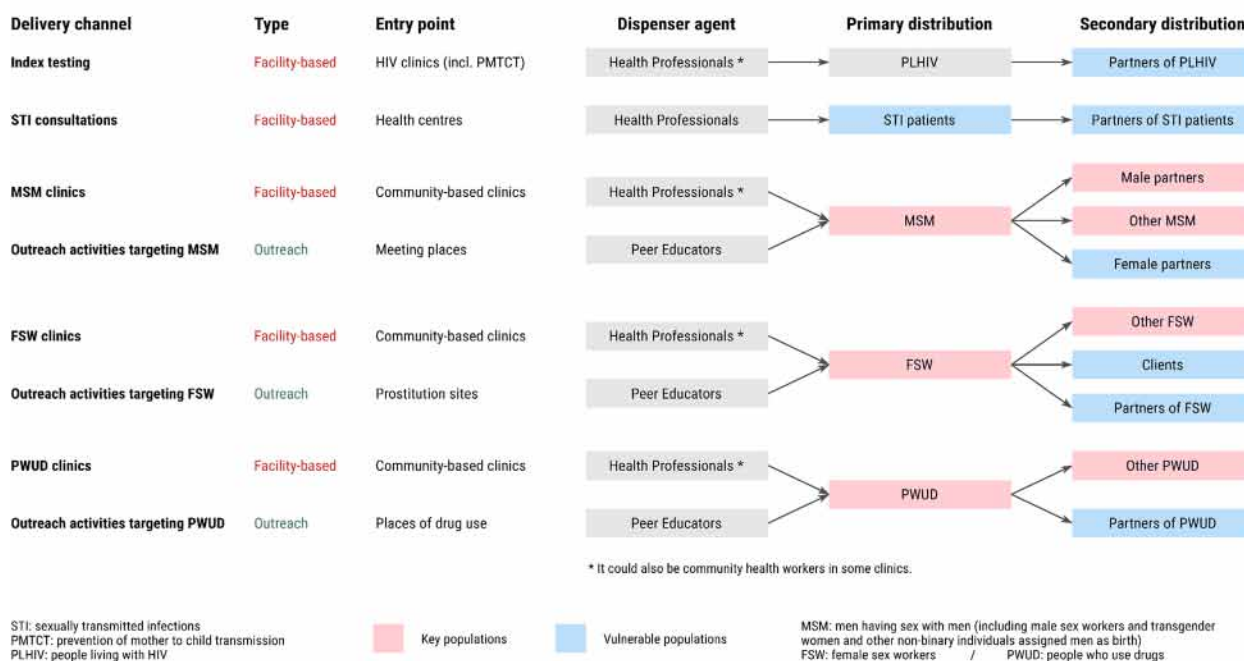 Delivery channel Type Entry point Dispenser agent Primary distribution Secondary distribution
Index testing Facility-based HIV clinics (incl. PMTCT) Health Professionals * PLHIV Partners of PLHIV
STI consultations Facility-based Health centres Health Professionals STI patients Partners of STI patients
Male partners
MSM clinics Facility-based Community-based clinics Health Professionals *
MSM Other MSM
Outreach activities targeting MSM Outreach Meeting places Peer Educators
Female partners
Other FSW
FSW clinics Facility-based Community-based clinics Health Professionals *
FSW Clients
Outreach activities targeting FSW Outreach Prostitution sites Peer Educators
Partners of FSW
PWUD clinics Facility-based Community-based clinics Health Professionals * Other PWUD
PWUD
Outreach activities targeting PWUD Outreach Places of drug use Peer Educators Partners of PWUD
* It could also be community health workers in some clinics.
STI: sexually transmitted infections
PMTCT: prevention of mother to child transmission
PLHIV: people living with HIV
Key populations
Vulnerable populations
MSM: men having sex with men (including male sex workers and transgender
women and other non-binary individuals assigned men as birth)
FSW: female sex workers / PWUD: people who use drugs